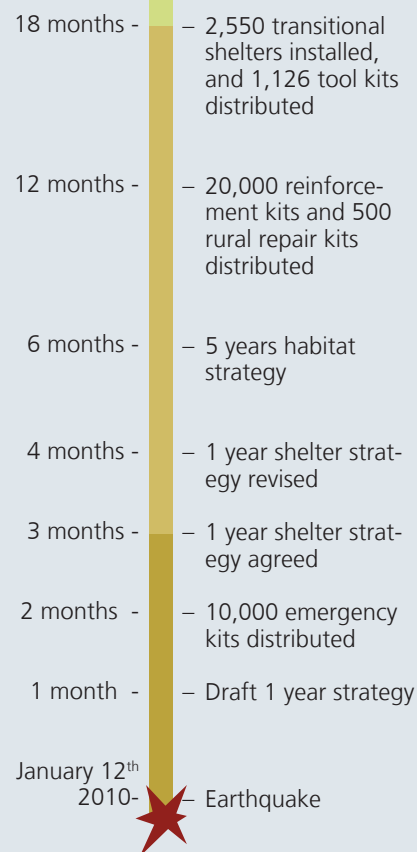 18 months - – 2,550 transitional
shelters installed,
and 1,126 tool kits
distributed
12 months - – 20,000 reinforce-
ment kits and 500
rural repair kits
distributed
6 months - – 5 years habitat
strategy
4 months - – 1 year shelter strat-
egy revised
3 months - – 1 year shelter strat-
egy agreed
2 months - – 10,000 emergency
kits distributed
1 month - – Draft 1 year strategy
January 12th
2010- – Earthquake